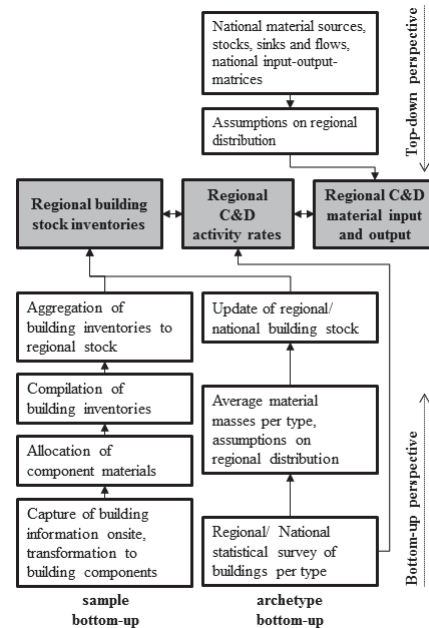 National material sources,
stocks, sinks and flows,
national input-output-
matrices
Assumptions on regional
distribution
Top-down perspective
Regional building
stock inventories
Regional
C&D
activity rates
Regional C&D
material input
and output
Aggregation of
building inventories to
regional stock
Update of regional/
national building stock
Compilation of
building inventories
Average material
masses per type,
assumptions on
regional distribution
Allocation of
component materials
Capture of building
information onsite,
transformation to
building components
Regional/ National
statistical survey of
buildings per type
Bottom-up perspective
sample
bottom-up
archetype
bottom-up